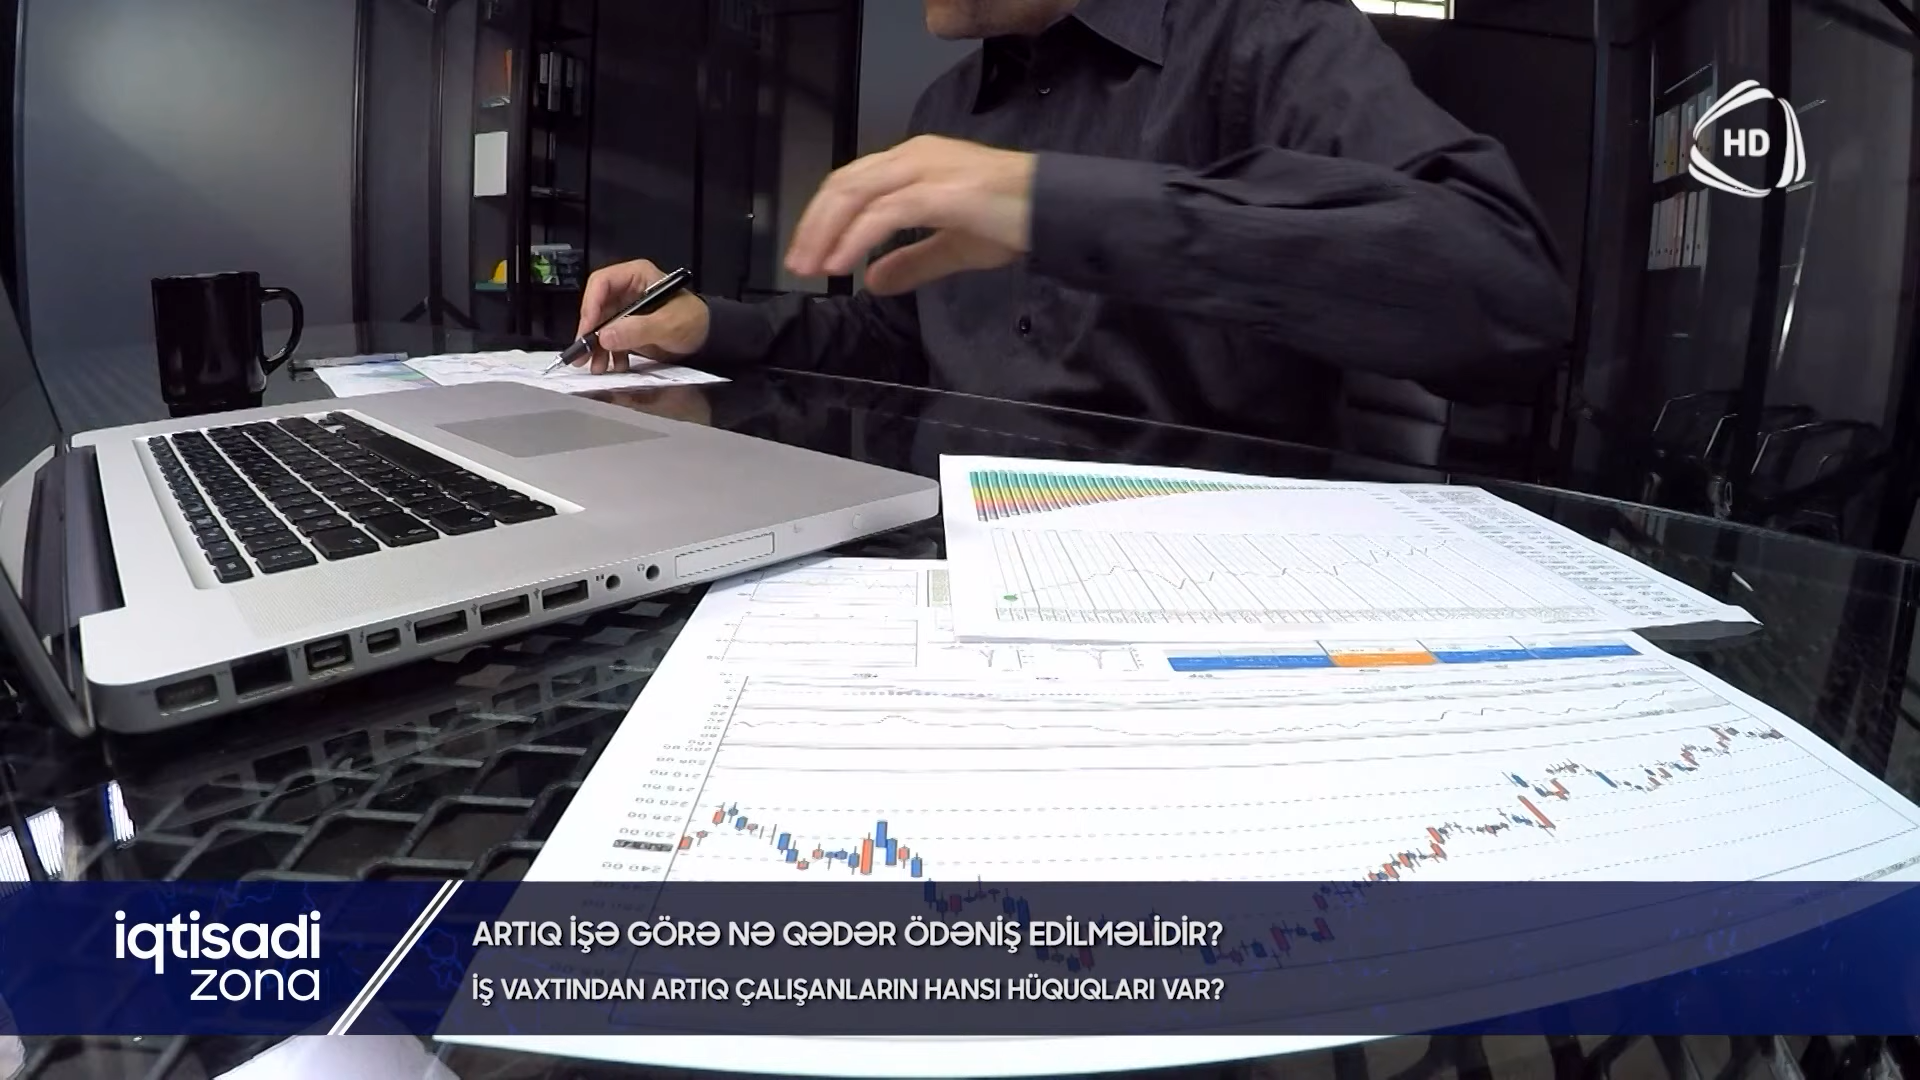 HD
iqtisadi
zona
ARTIQ İŞƏ GÖRƏ NƏ QƏDƏR ÖDƏNİŞ EDİLMƏLİDİR?
İŞ VAXTINDAN ARTIQ ÇALIŞANLARIN HANSI HÜQUQLARI VAR?